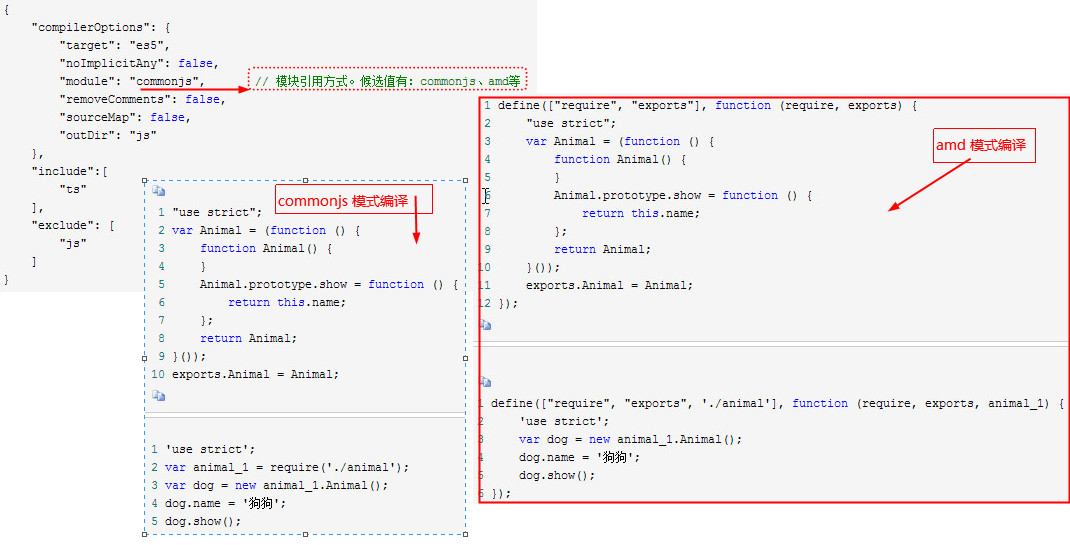 {
"compilerOptions": {
"target": "es5",
"noImplicitAny": false,
"module": "commonjs", // 模块引用方式。候选值有: commonjs、amd等
"removeComments": false,
"sourceMap": false,
"outDir": "js"
},
"include":[
"ts"
],
"exclude": [
"js"
]
}
commonjs 模式编译
1 "use strict";
2 var Animal = (function () {
3 function Animal() {
4 }
5 Animal.prototype.show = function () {
6 return this.name;
7 };
8 return Animal;
9 }());
10 exports.Animal = Animal;
1 'use strict';
2 var animal_1 = require('./animal');
3 var dog = new animal_1.Animal();
4 dog.name = '狗狗';
5 dog.show();
amd 模式编译
1 define(["require", "exports"], function (require, exports) {
2 "use strict";
3 var Animal = (function () {
4 function Animal() {
5 }
6 Animal.prototype.show = function () {
7 return this.name;
8 };
9 return Animal;
10 }());
11 exports.Animal = Animal;
12 });
1 define(["require", "exports", './animal'], function (require, exports, animal_1) {
2 'use strict';
3 var dog = new animal_1.Animal();
4 dog.name = '狗狗';
5 dog.show();
6 });